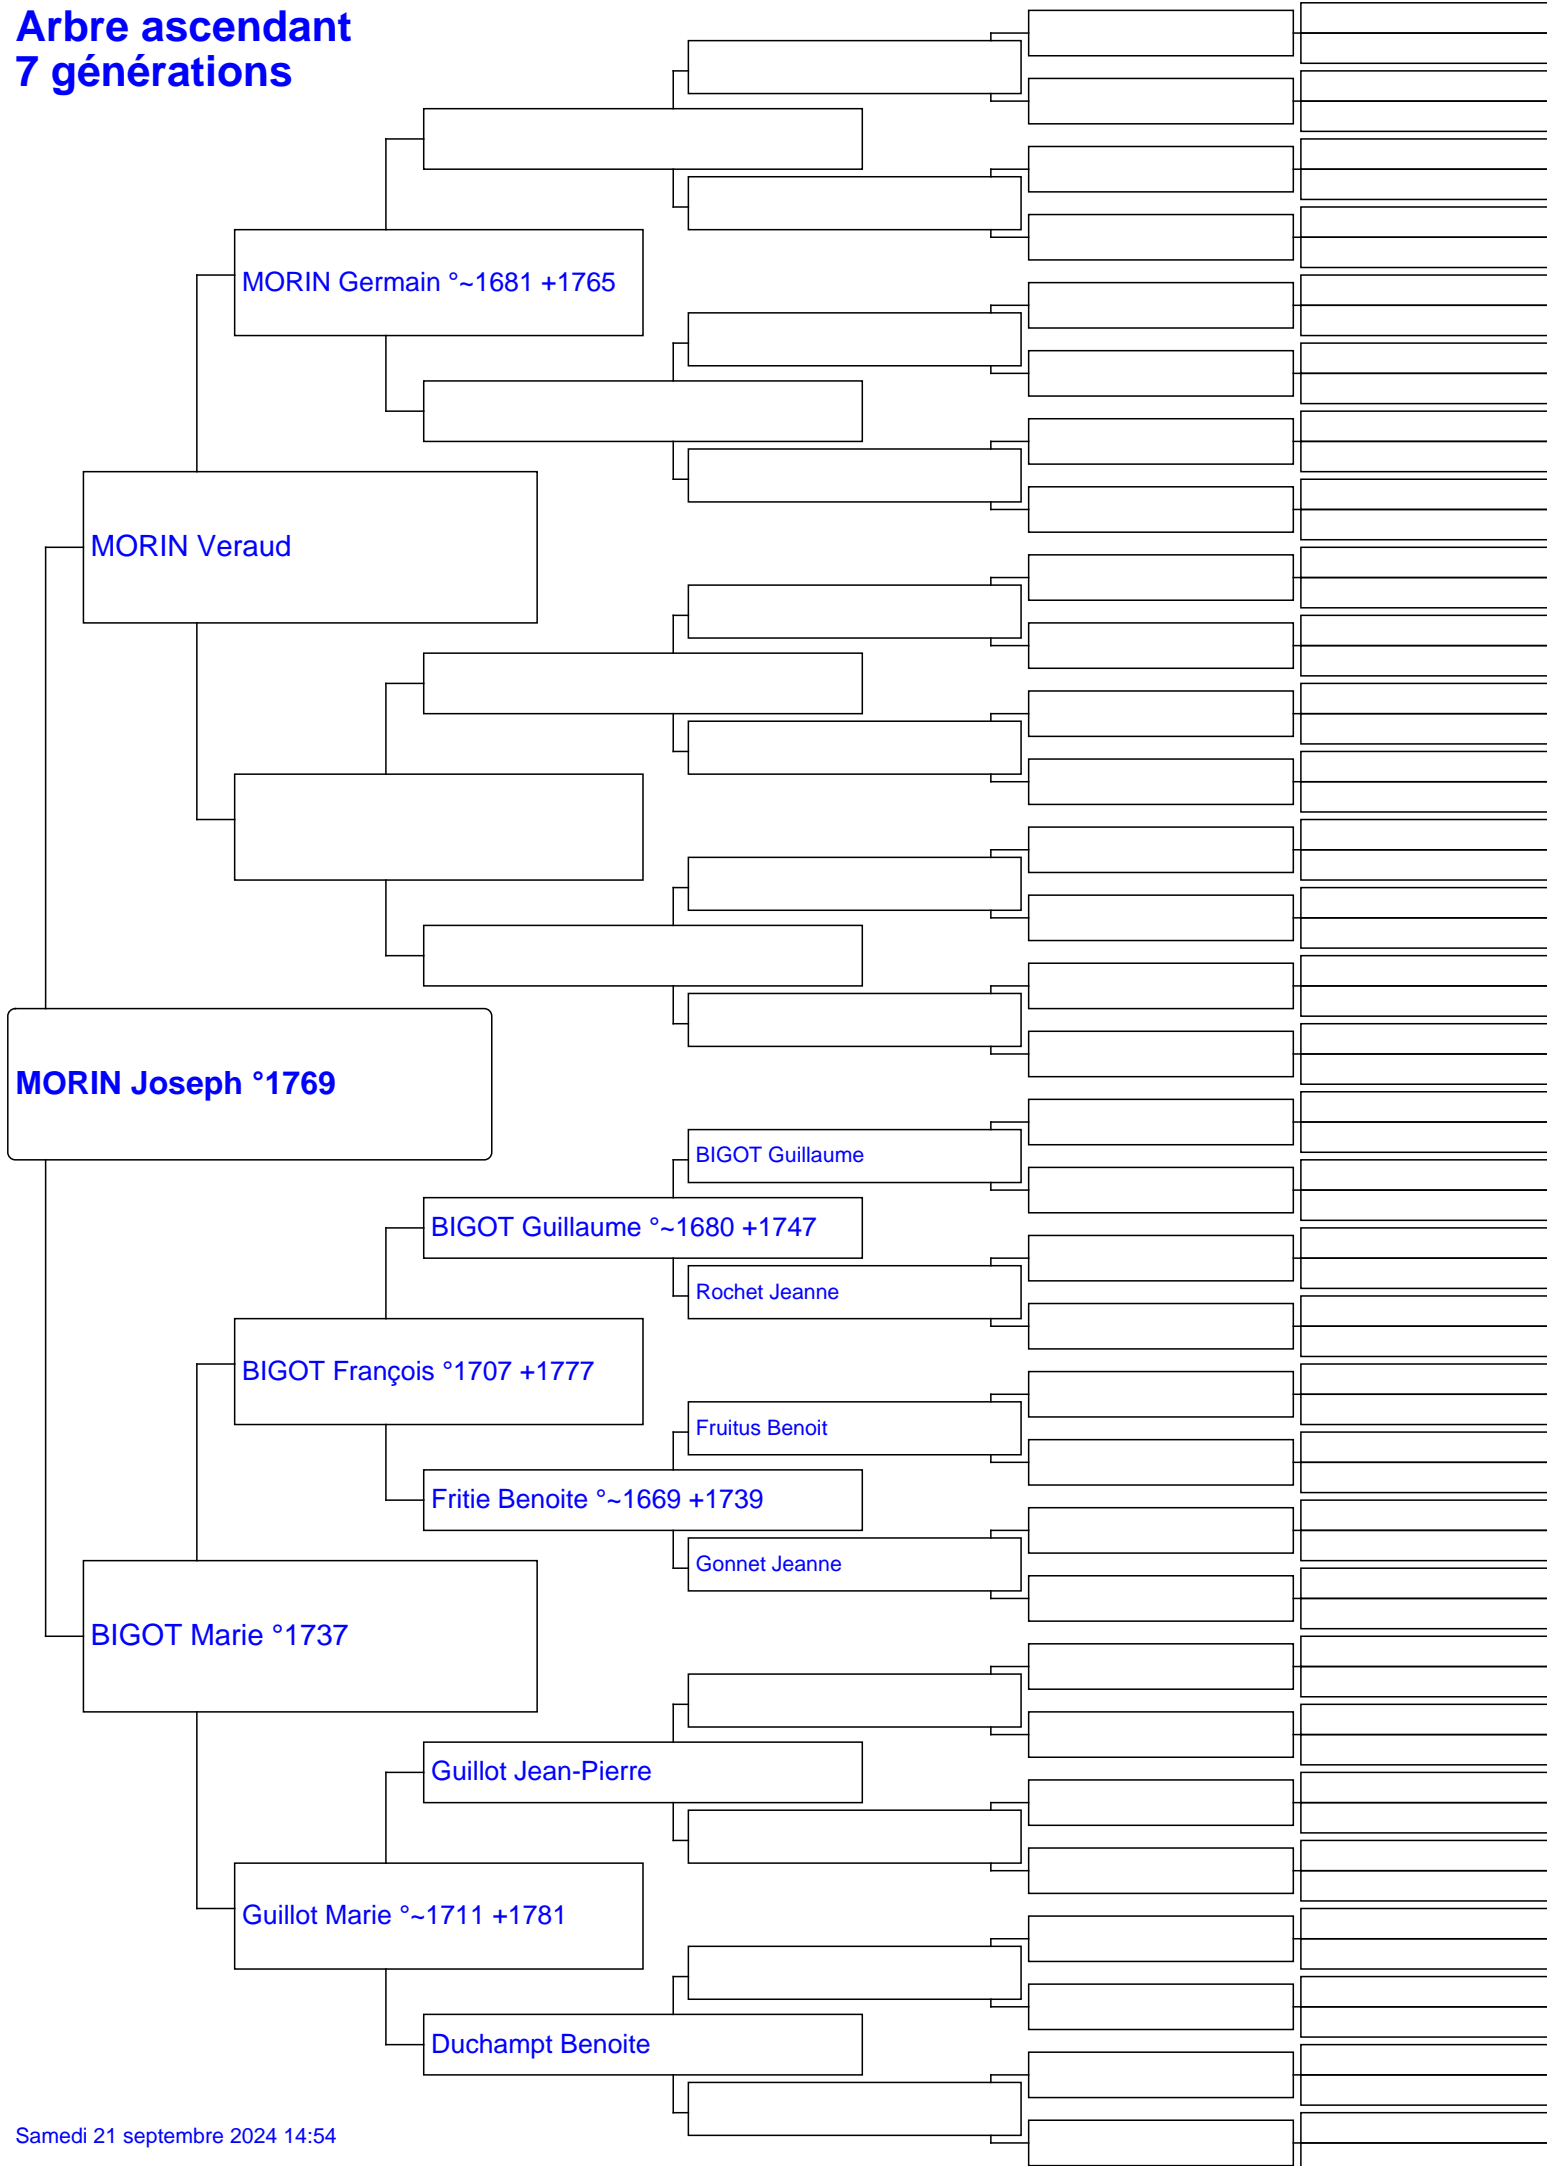 Arbre ascendant
7 générations
MORIN Germain °~1681 +1765
MORIN Veraud
MORIN Joseph °1769
BIGOT Guillaume
BIGOT Guillaume °~1680 +1747
Rochet Jeanne
BIGOT François °1707 +1777
Fruitus Benoit
Fritie Benoite °~1669 +1739
Gonnet Jeanne
BIGOT Marie °1737
Guillot Jean-Pierre
Guillot Marie °~1711 +1781
Duchampt Benoite
Samedi 21 septembre 2024 14:54